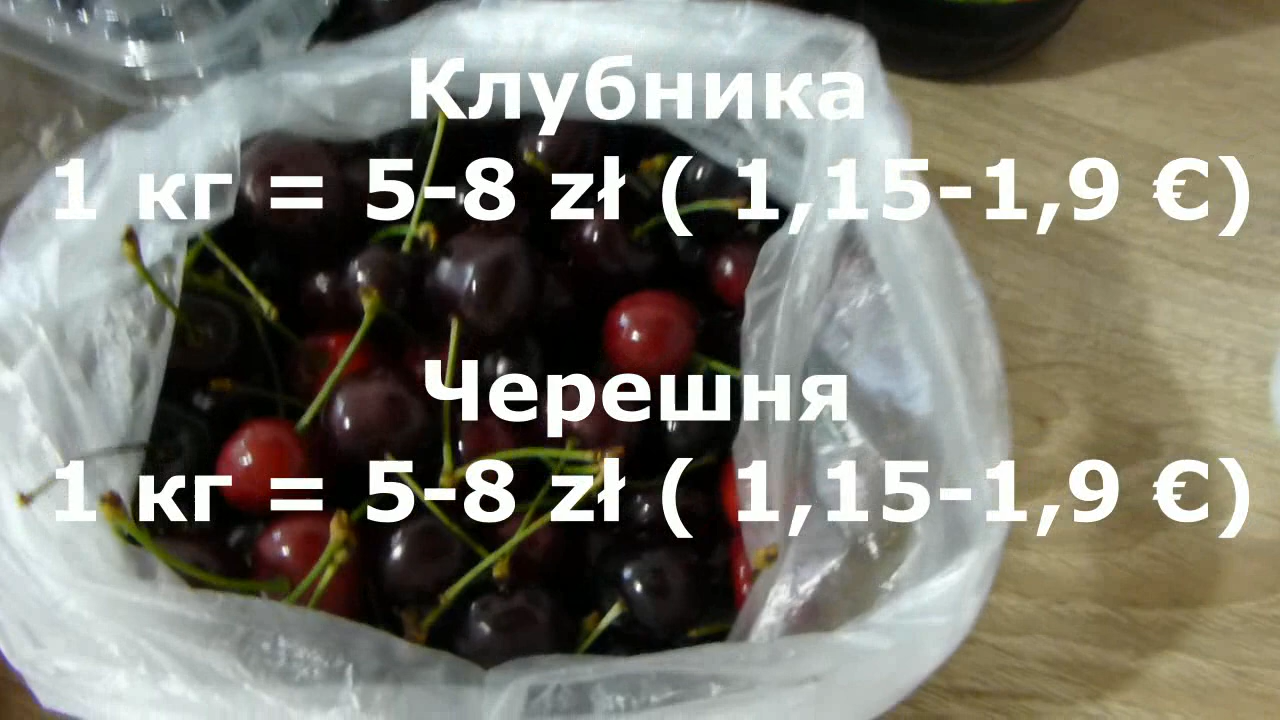 Клубника
1 кг = 5-8 zł ( 1,15-1,9 €)
Черешня
1 кг = 5-8 zł ( 1,15-1,9 €)